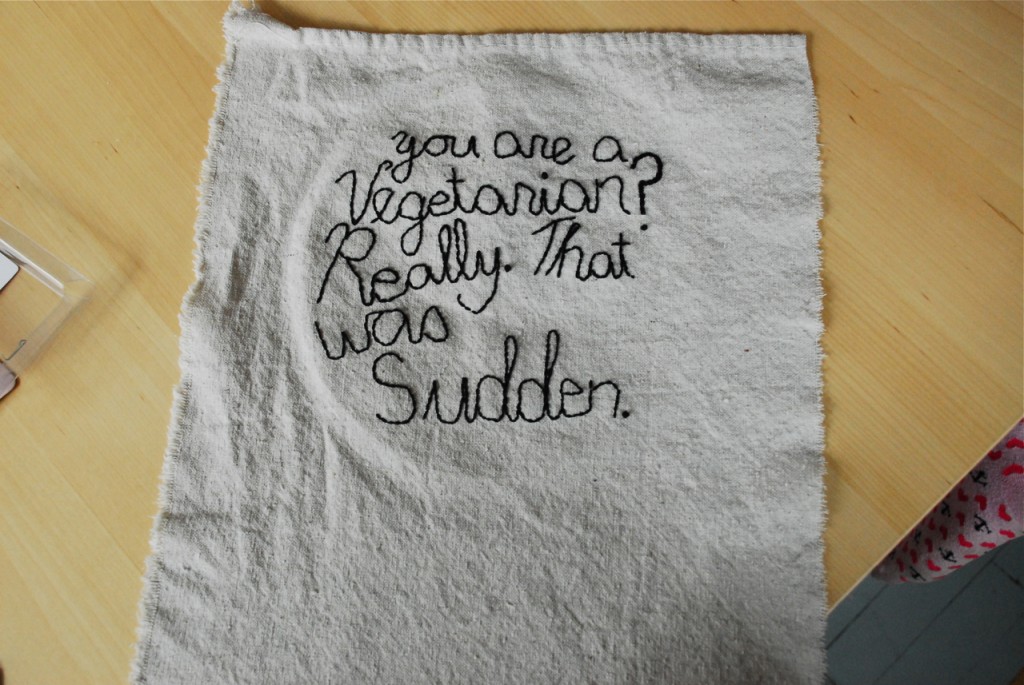 you are a
Vegetarian?
Really. That
was
Sudden.